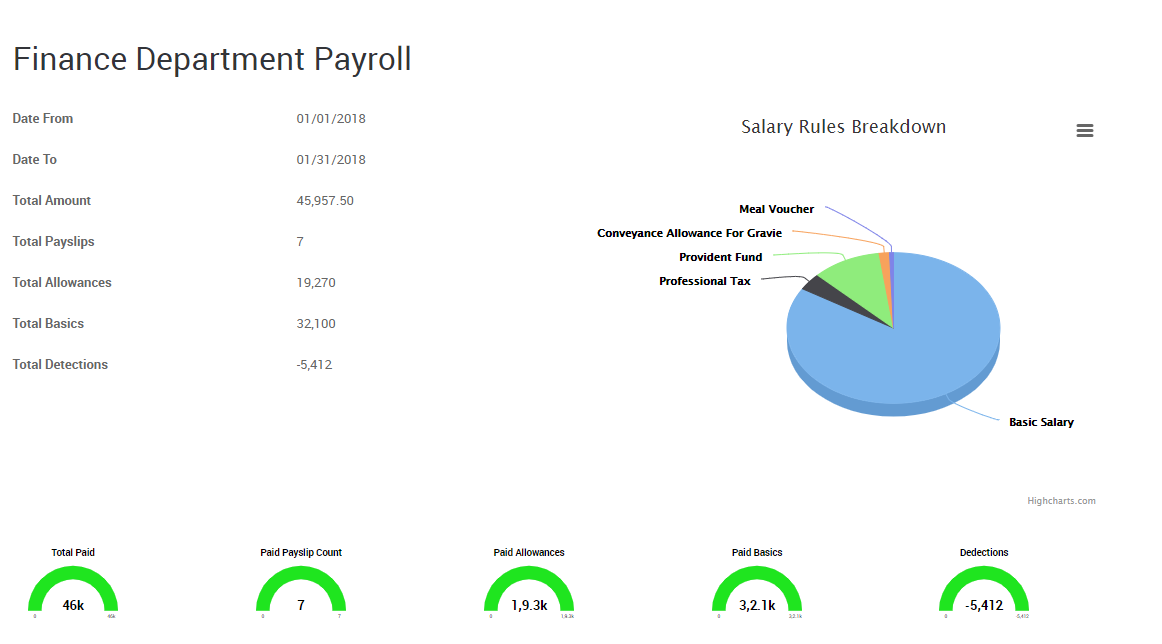 Finance Department Payroll
Date From 01/01/2018
Date To 01/31/2018
Total Amount 45,957.50
Total Payslips 7
Total Allowances 19,270
Total Basics 32,100
Total Detections -5,412
Salary Rules Breakdown
Meal Voucher
Conveyance Allowance For Gravie
Provident Fund
Professional Tax
Basic Salary
Highcharts.com
Total Paid
46k
0 46k
Paid Payslip Count
7
0 7
Paid Allowances
1,9.3k
0 1,9.3k
Paid Basics
3,2.1k
0 3,2.1k
Dedections
-5,412
0 -5,412